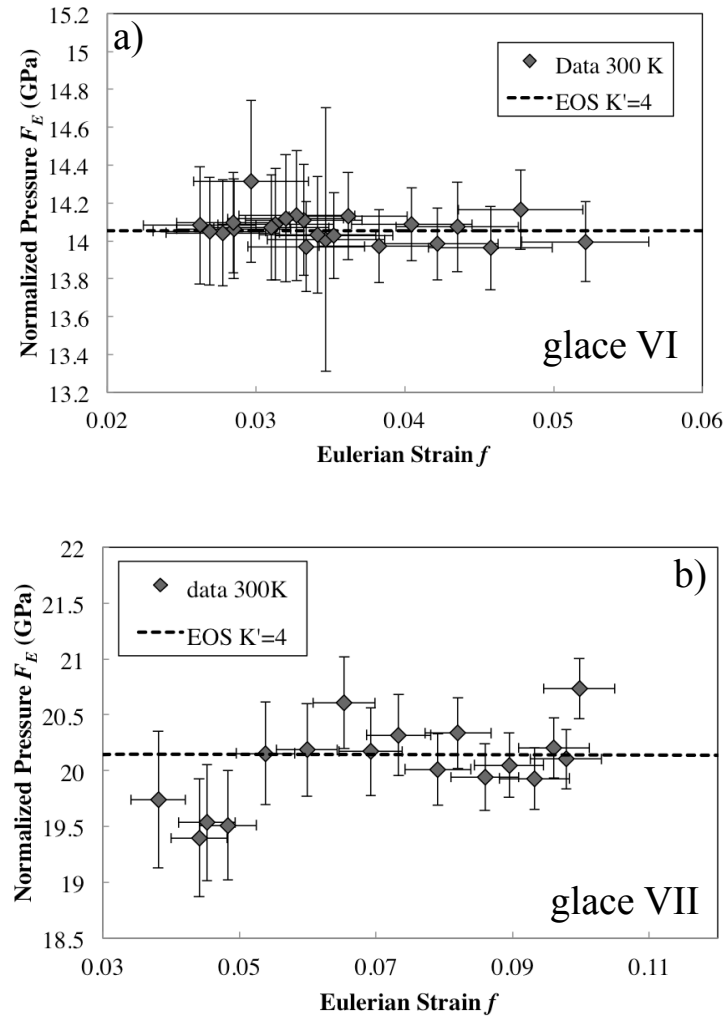 a)
15.2
15
14.8
14.6
14.4
14.2
14
13.8
13.6
13.4
13.2
Normalized Pressure F_E (GPa)
Data 300 K
EOS K'=4
glace VI
0.02 0.03 0.04 0.05 0.06
Eulerian Strain f
b)
22
21.5
21
20.5
20
19.5
19
18.5
Normalized Pressure F_E (GPa)
data 300K
EOS K'=4
glace VII
0.03 0.05 0.07 0.09 0.11
Eulerian Strain f